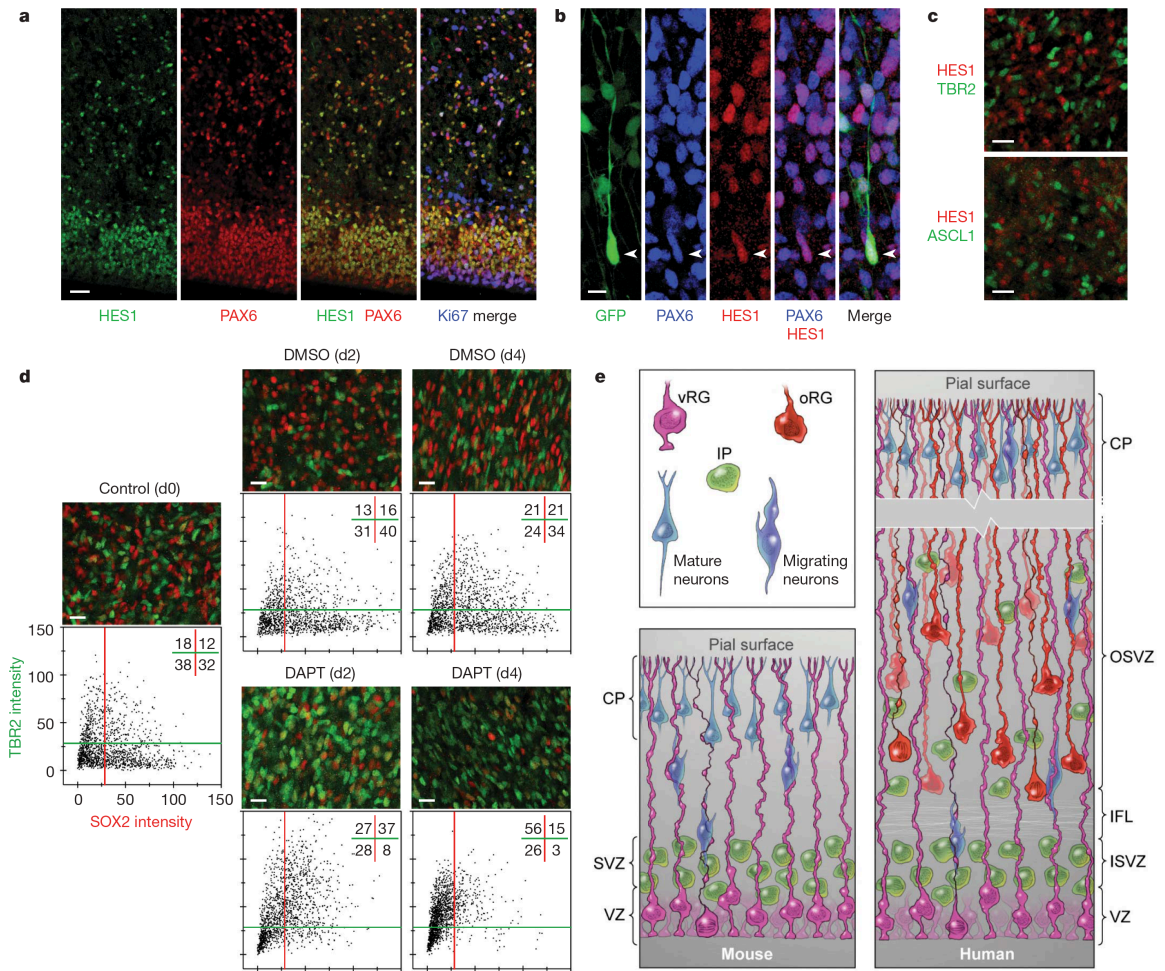 a
HES1
PAX6
HES1 PAX6
Ki67 merge
b
GFP
PAX6
HES1
PAX6
HES1
Merge
c
HES1
TBR2
HES1
ASCL1
d
DMSO (d2)
DMSO (d4)
13 16
31 40
21 21
24 34
Control (d0)
18 12
38 32
150
100
50
0
TBR2 intensity
0 50 100 150
SOX2 intensity
DAPT (d2)
DAPT (d4)
27 37
28 8
56 15
26 3
e
vRG
oRG
IP
Mature
neurons
Migrating
neurons
Pial surface
CP
SVZ
VZ
Mouse
Pial surface
CP
OSVZ
IFL
ISVZ
VZ
Human